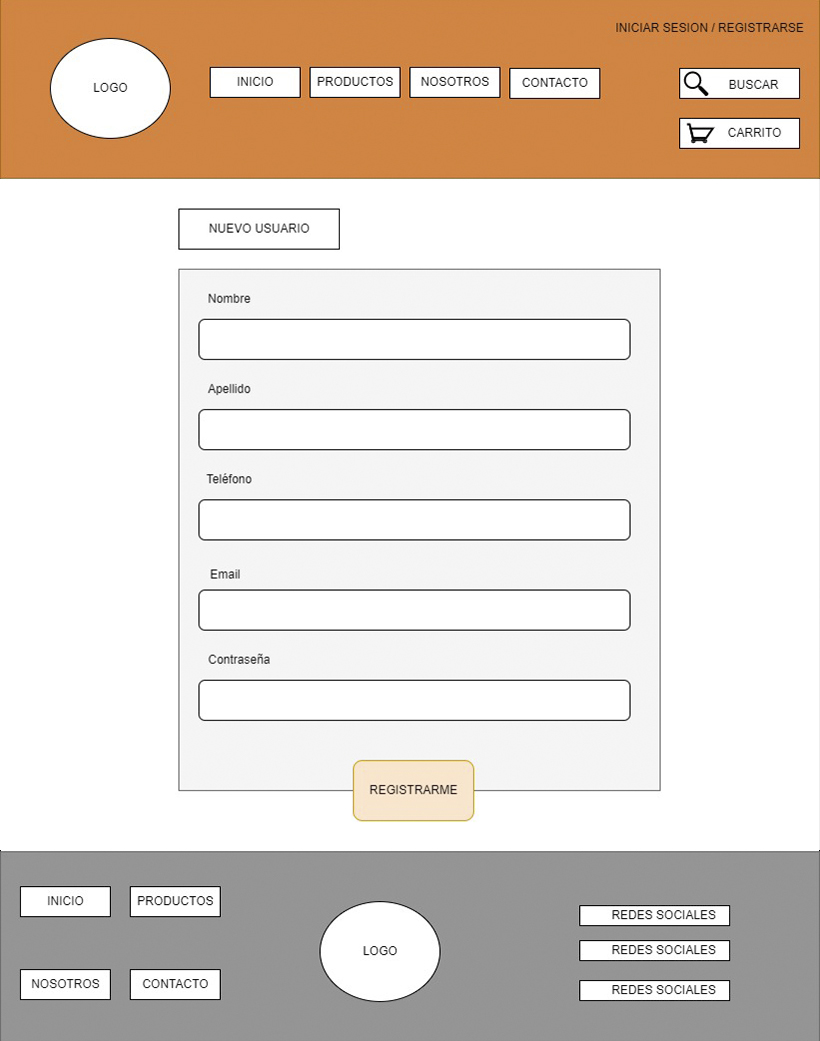 INICIAR SESION / REGISTRARSE
LOGO
INICIO
PRODUCTOS
NOSOTROS
CONTACTO
BUSCAR
CARRITO
NUEVO USUARIO
Nombre
Apellido
Teléfono
Email
Contraseña
REGISTRARME
INICIO
PRODUCTOS
NOSOTROS
CONTACTO
LOGO
REDES SOCIALES
REDES SOCIALES
REDES SOCIALES